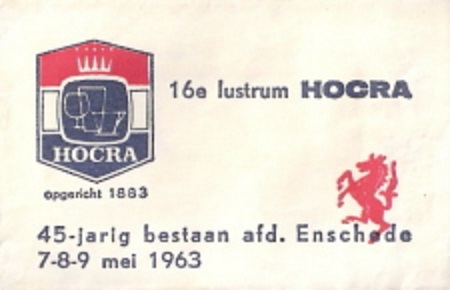 16e lustrum HOCRA
HOCRA
opgericht 1883
45-jarig bestaan afd. Enschede
7-8-9 mei 1963